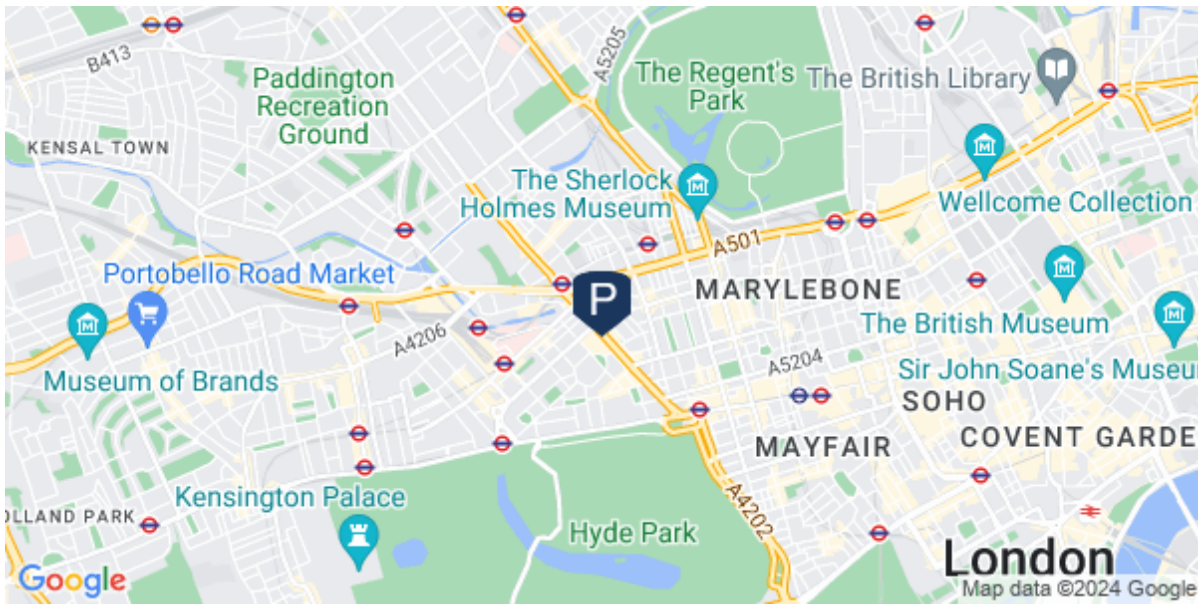 B413
A5205
Paddington
Recreation
Ground
The Regent's
Park
The British Library
KENSAL TOWN
The Sherlock
Holmes Museum
Wellcome Collection
A501
Portobello Road Market
P
MARYLEBONE
A4206
The British Museum
A5204
Museum of Brands
Sir John Soane's Museu
SOHO
MAYFAIR
COVENT GARDE
Kensington Palace
A4202
OLLAND PARK
Hyde Park
London
Google
Map data ©2024 Google